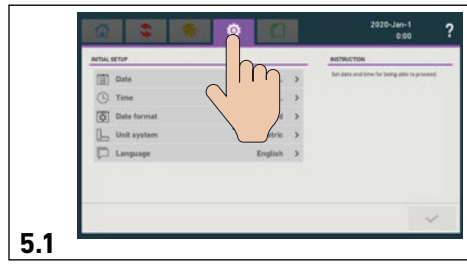 2020-Jan-1
0:00
?
INITIAL SETUP
INSTRUCTION
Date
Set date and time for being able to proceed.
Time
Date format
Unit system
Language English
5.1